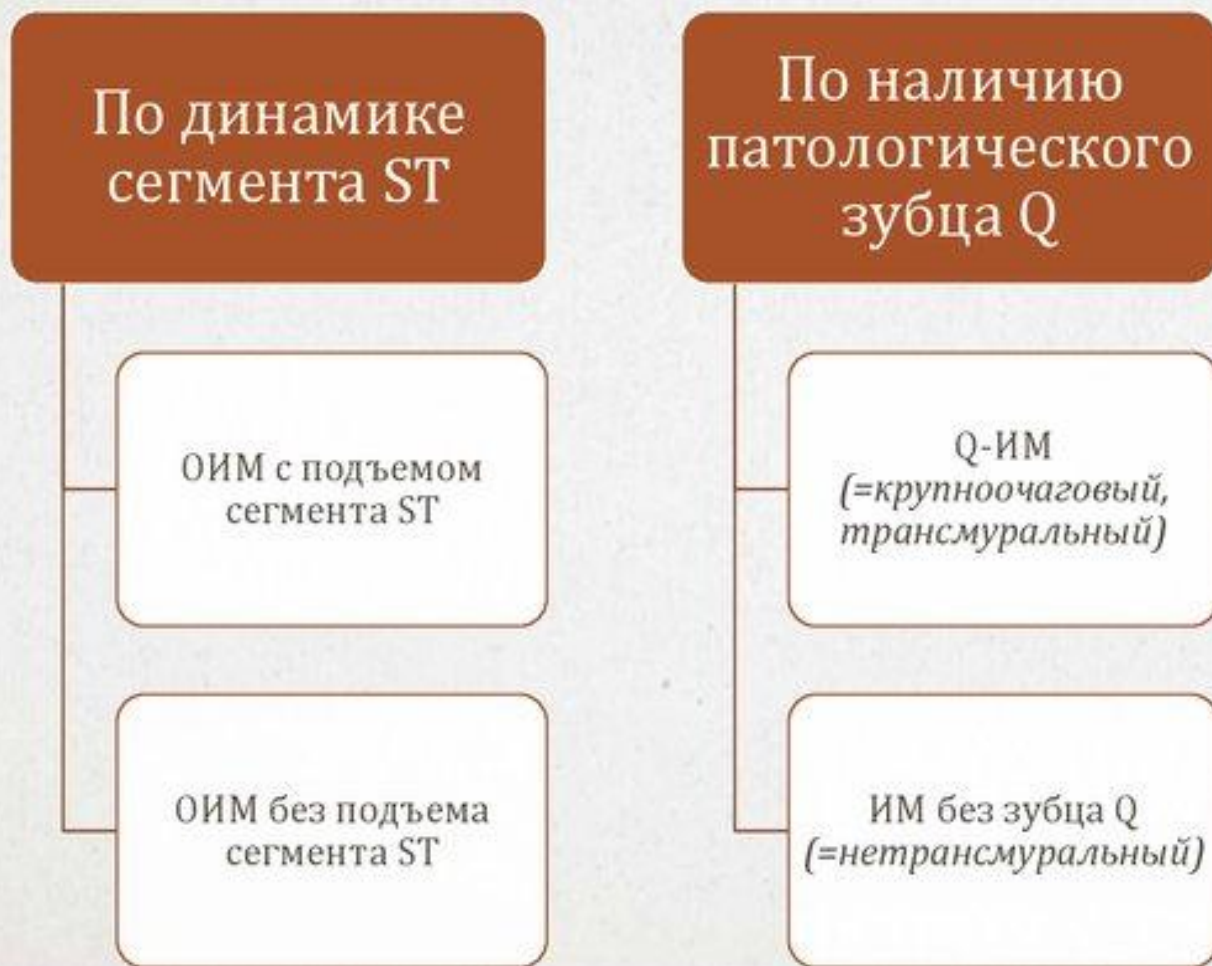 По динамике
сегмента ST
ОИМ с подъемом
сегмента ST
ОИМ без подъема
сегмента ST
По наличию
патологического
зубца Q
Q-ИМ
(=крупноочаговый,
трансмуральный)
ИМ без зубца Q
(=нетрансмуральный)